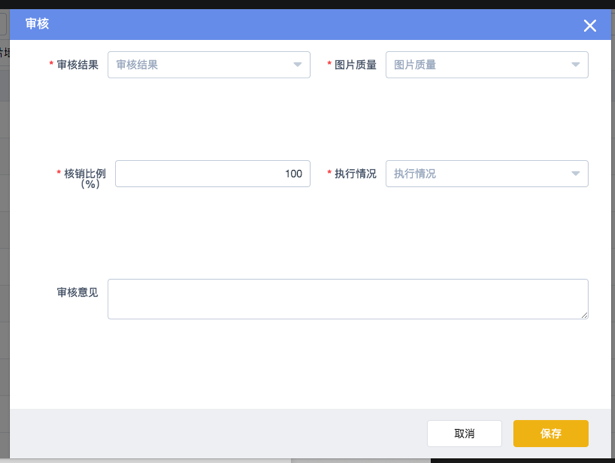 审核
* 审核结果 审核结果 * 图片质量 图片质量
* 核销比例 100 * 执行情况 执行情况
(%)
审核意见
取消 保存